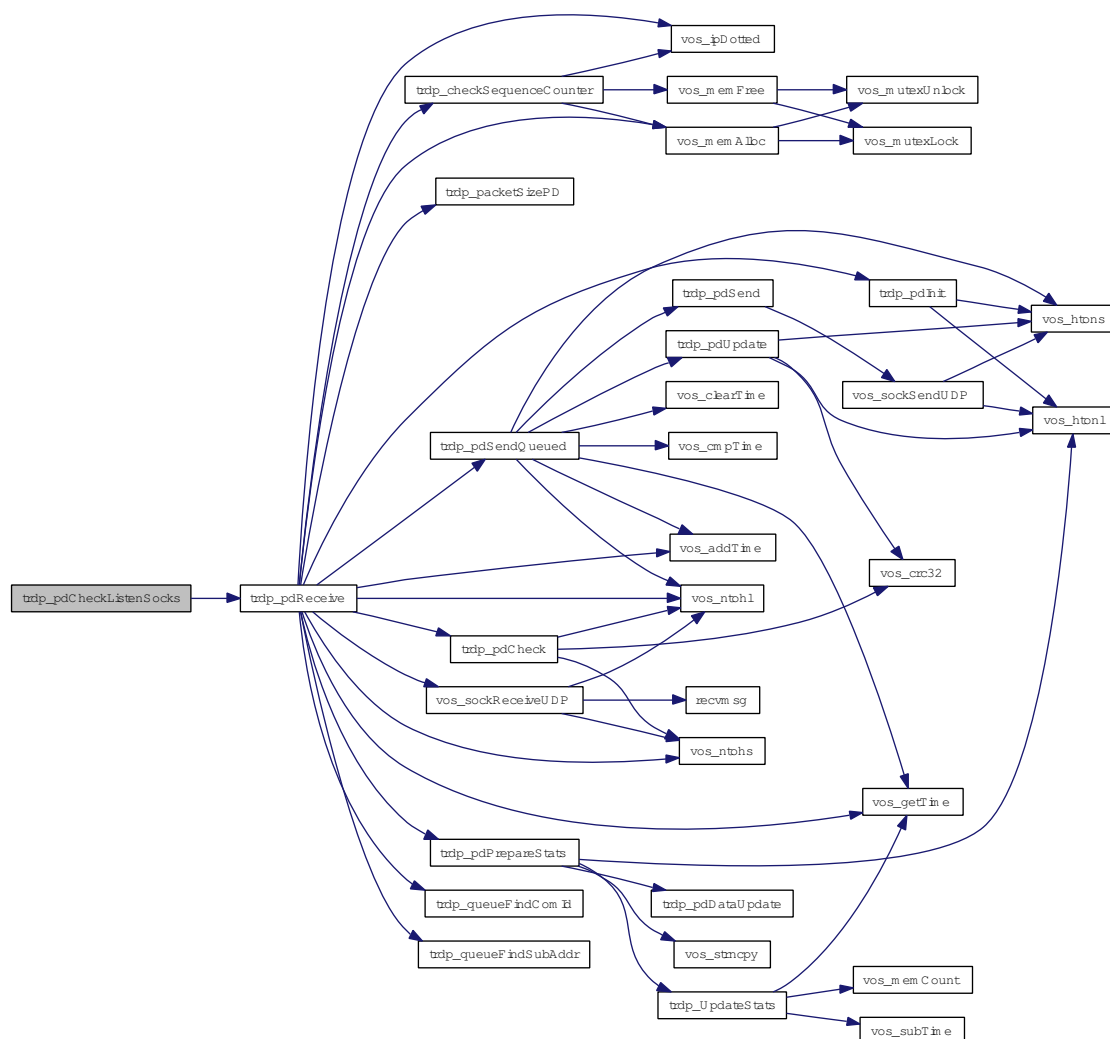 vos_ipDotted
trdp_checkSequenceCounter
vos_memFree
vos_mutexUnlock
vos_memAlloc
vos_mutexLock
trdp_packetSizePD
trdp_pdSend
trdp_pdInit
vos_htons
trdp_pdUpdate
vos_clearTime
vos_sockSendUDP
vos_htonl
trdp_pdSendQueued
vos_cmpTime
vos_addTime
vos_crc32
trdp_pdCheckListenSocks
trdp_pdReceive
vos_ntohl
trdp_pdCheck
vos_sockReceiveUDP
recvmsg
vos_ntohs
vos_getTime
trdp_pdPrepareStats
trdp_queueFindComId
trdp_pdDataUpdate
trdp_queueFindSubAddr
vos_strncpy
vos_memCount
trdp_UpdateStats
vos_subTime